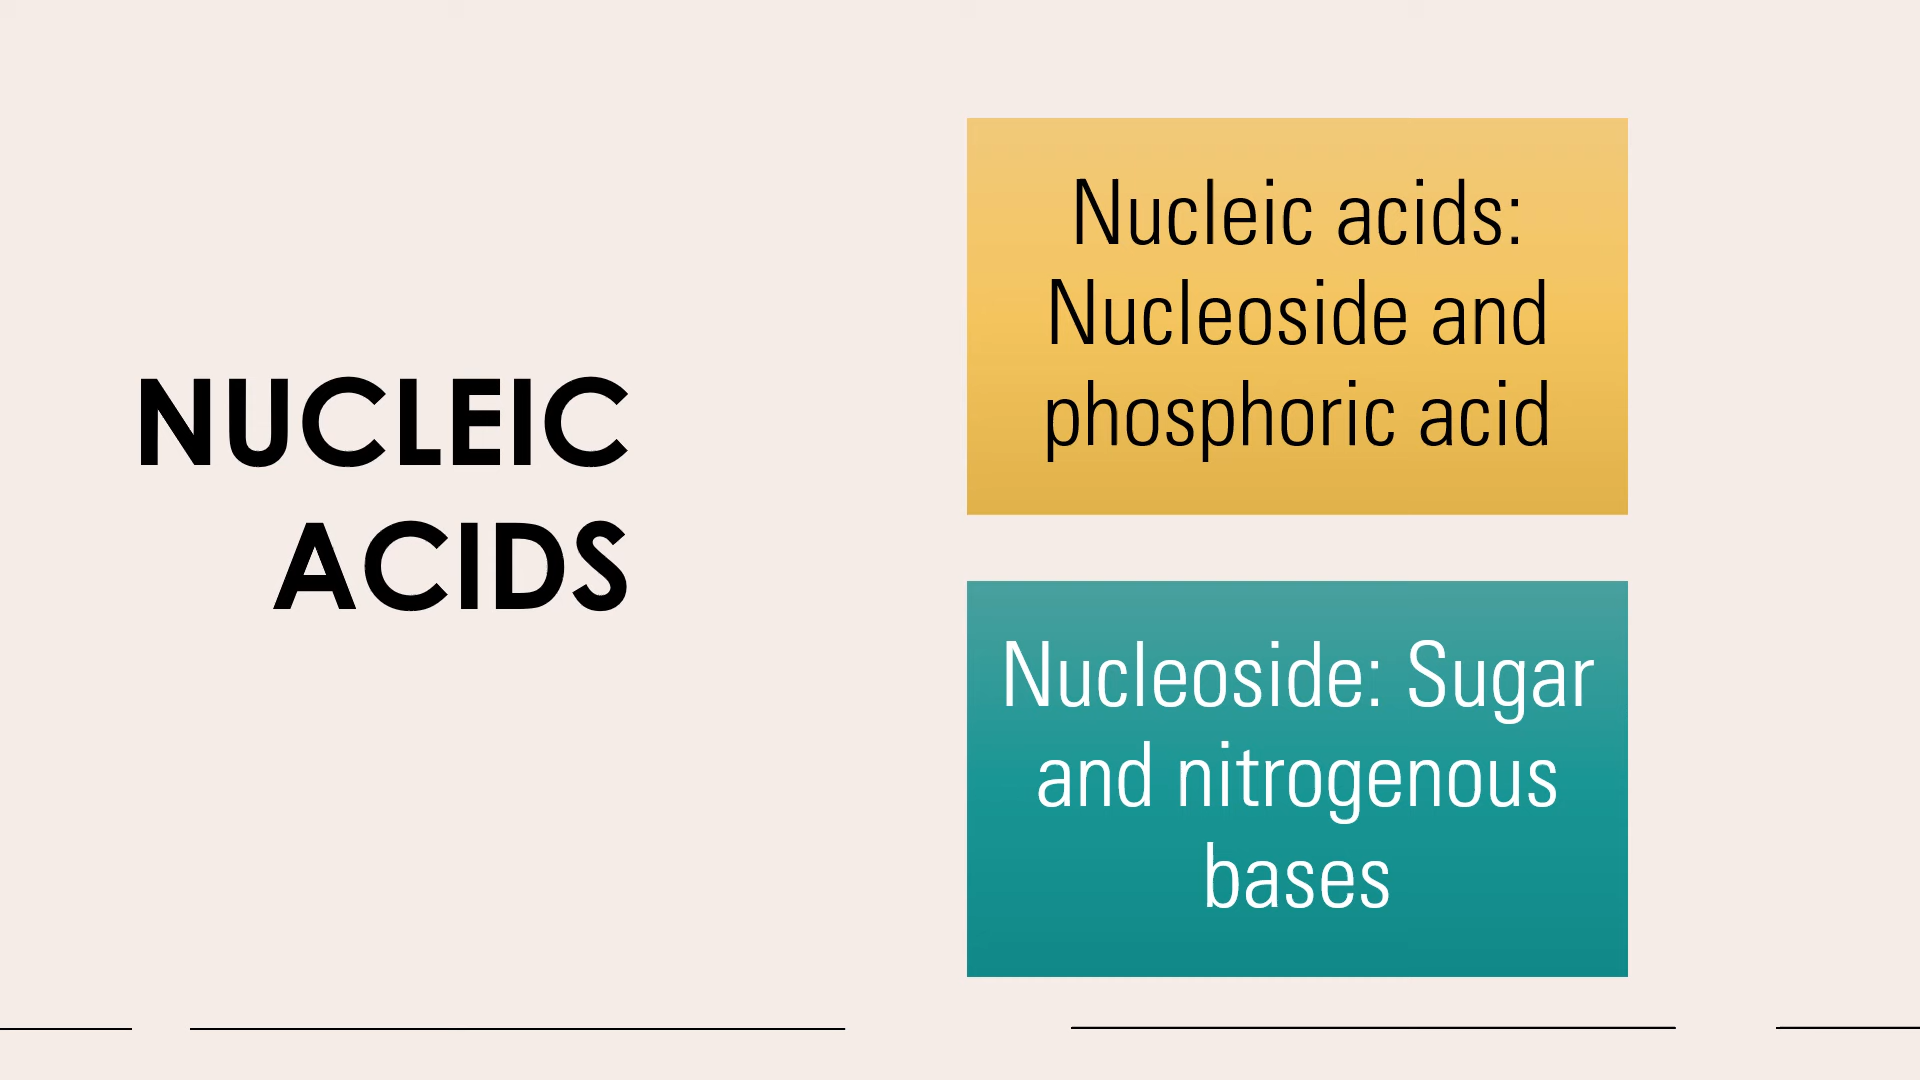 NUCLEIC
ACIDS
Nucleic acids:
Nucleoside and
phosphoric acid
Nucleoside: Sugar
and nitrogenous
bases